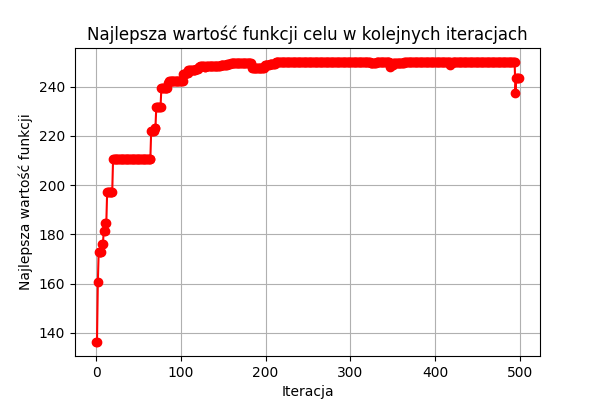 Najlepsza wartość funkcji celu w kolejnych iteracjach
240
220
200
180
160
140
Najlepsza wartość funkcji
0 100 200 300 400 500
Iteracja